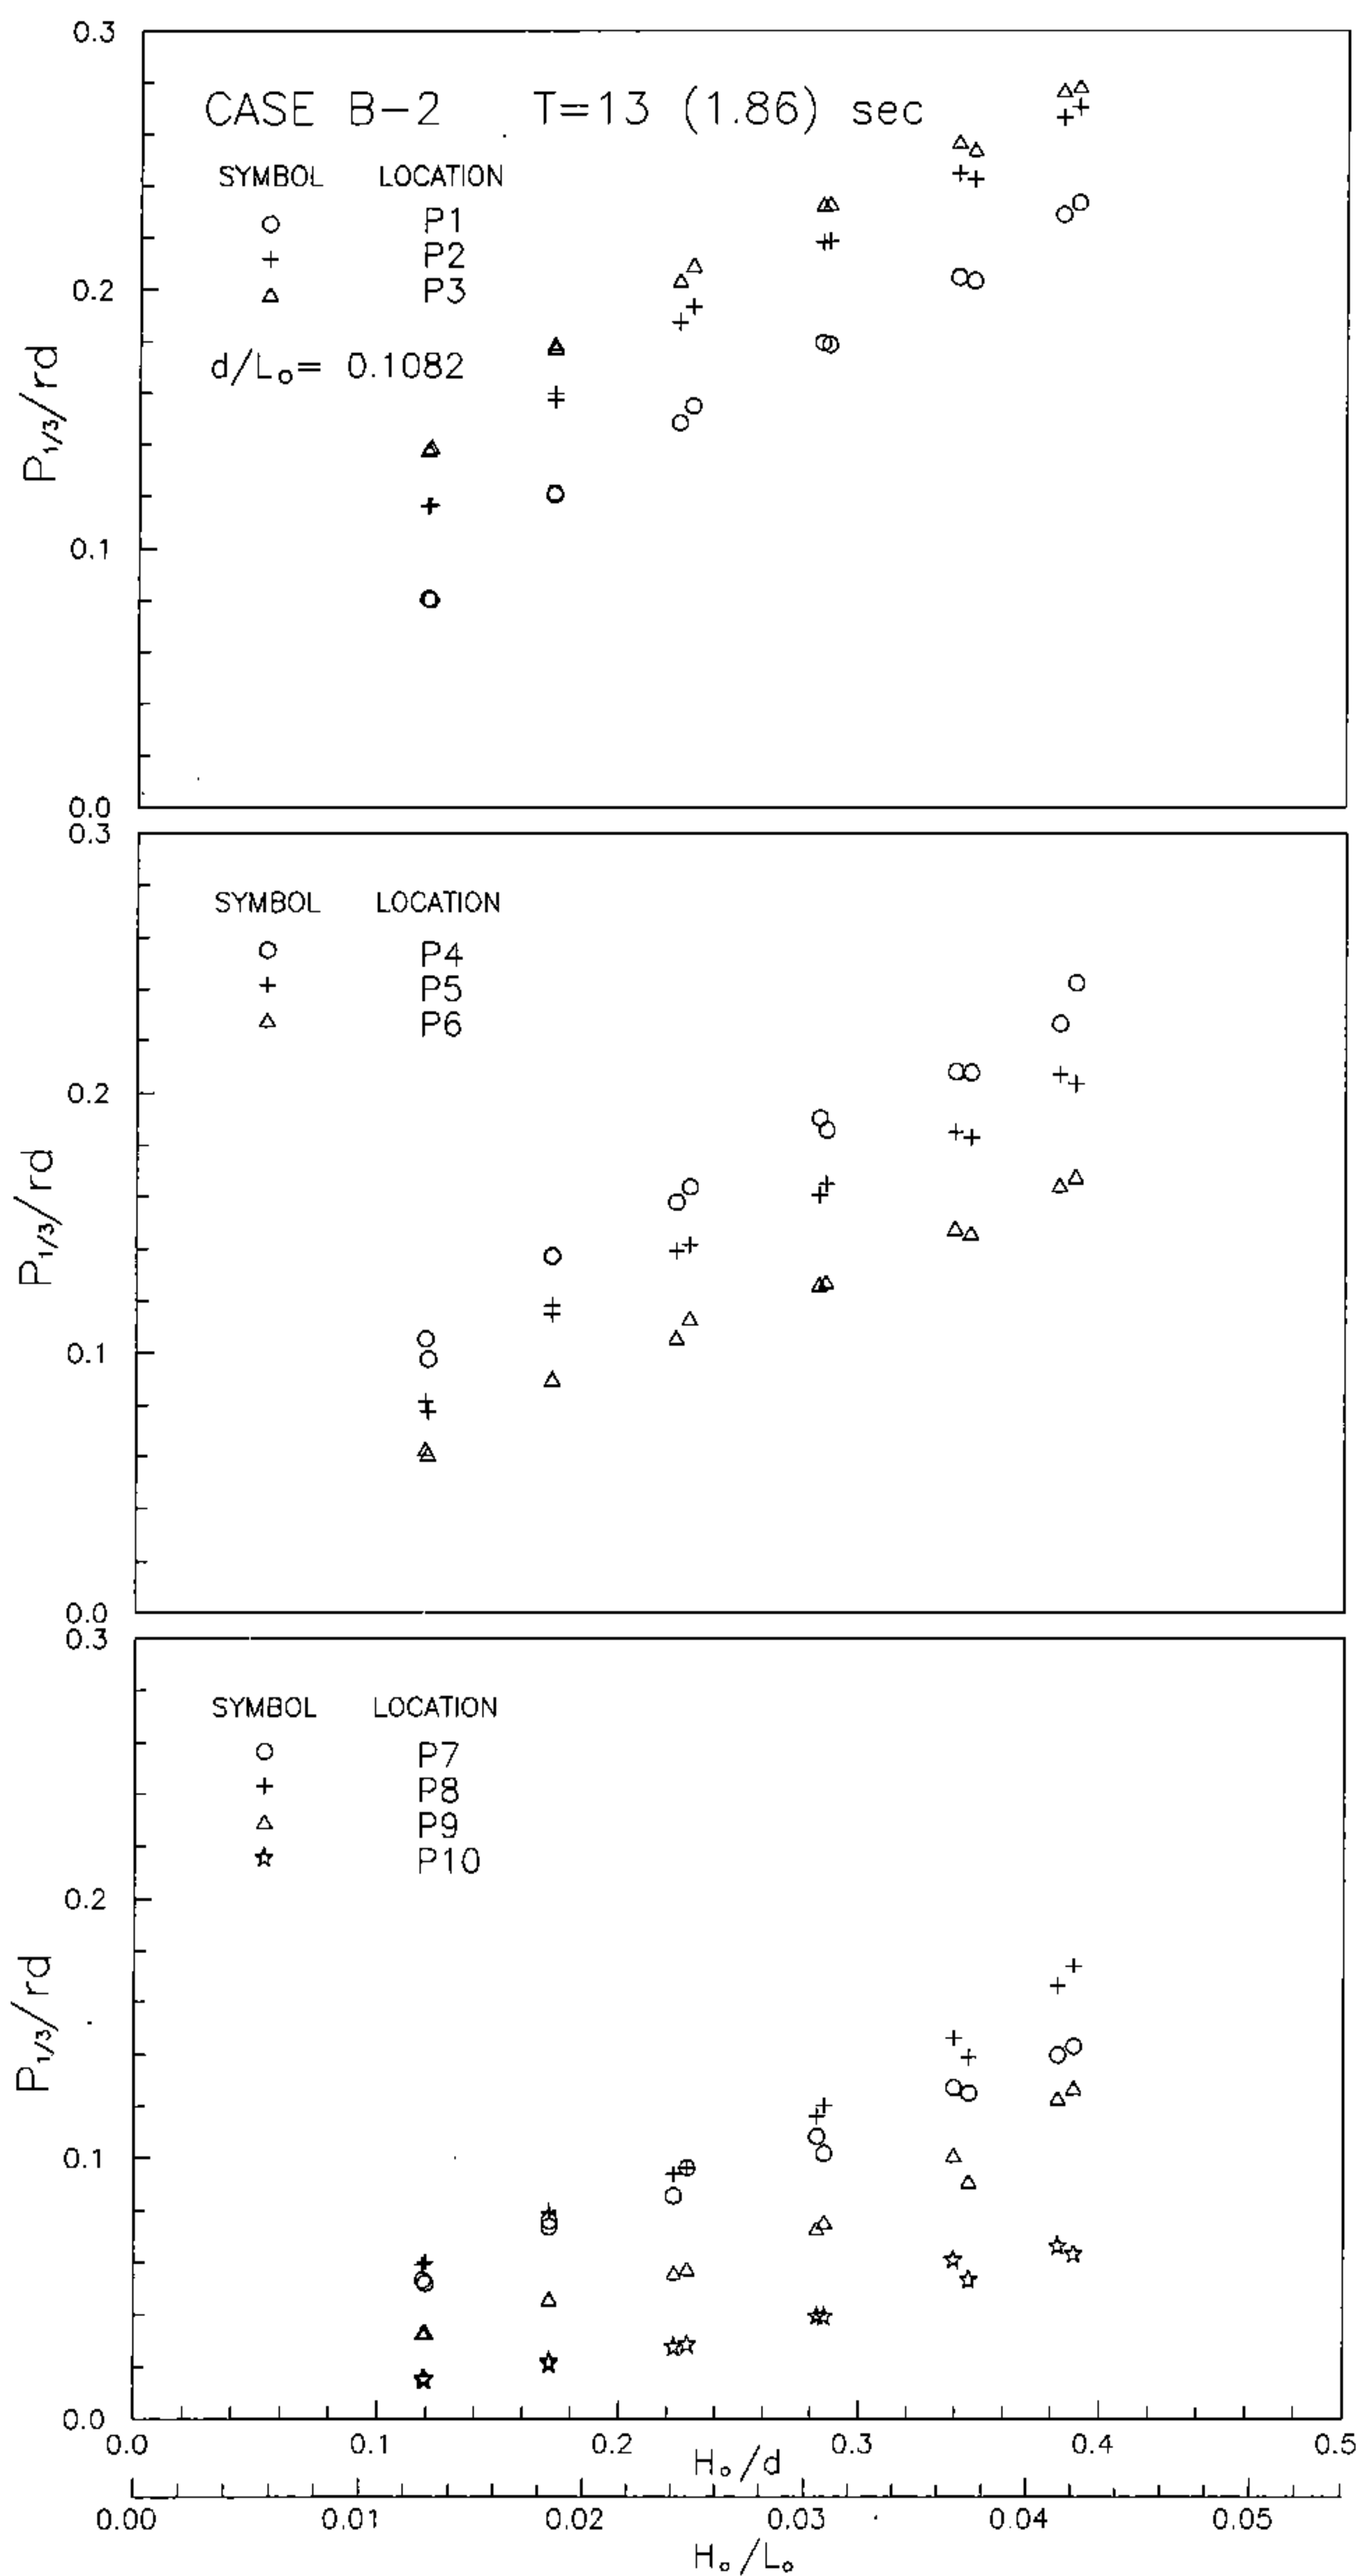 0.3
CASE B-2 T=13 (1.86) sec
SYMBOL LOCATION
P1
P2
P3
0.2
d/Lo= 0.1082
P1/3/rd
0.1
0.0
0.3
SYMBOL LOCATION
P4
P5
P6
0.2
P1/3/rd
0.1
0.0
0.3
SYMBOL LOCATION
P7
P8
P9
P10
0.2
P1/3/rd
0.1
0.0
0.0 0.1 0.2 0.3 0.4 0.5
Ho/d
0.00 0.01 0.02 0.03 0.04 0.05
Ho/Lo